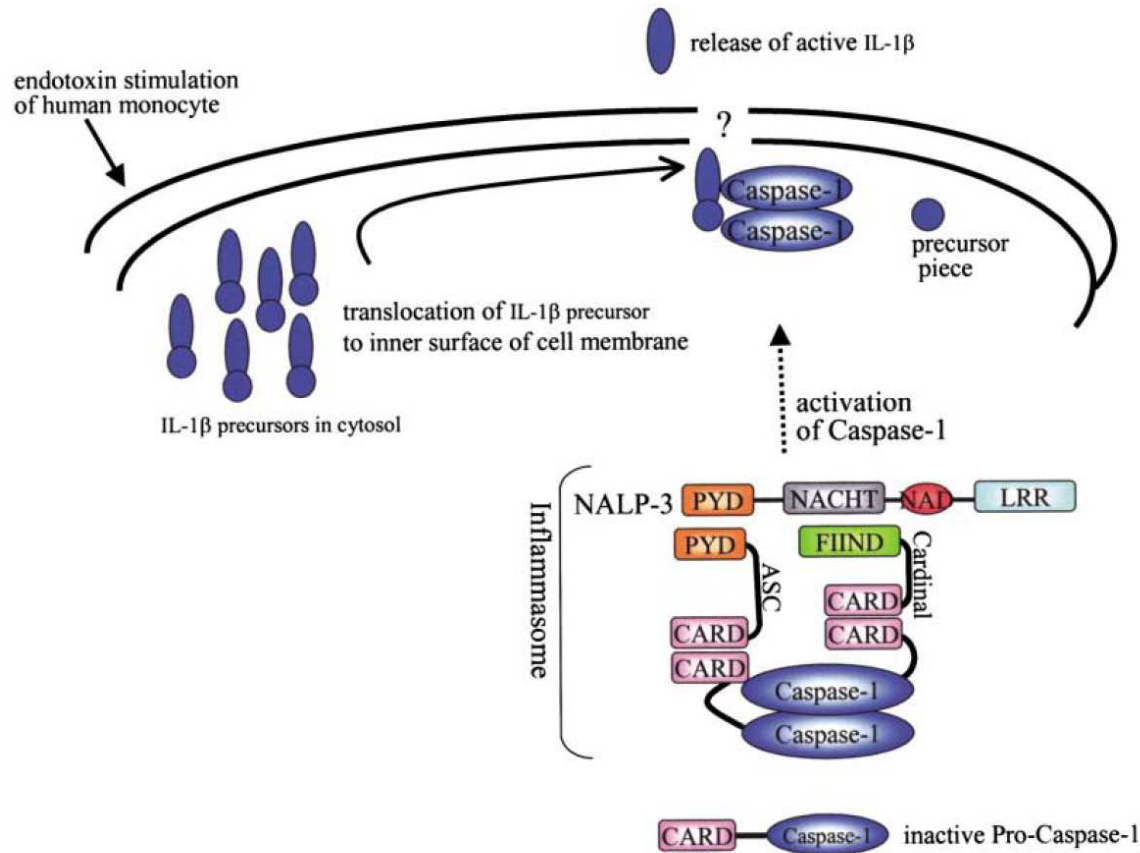 release of active IL-1β
endotoxin stimulation
of human monocyte
?
Caspase-1
Caspase-1
precursor
piece
translocation of IL-1β precursor
to inner surface of cell membrane
IL-1β precursors in cytosol
activation
of Caspase-1
Inflammasome
NALP-3 PYD NACHT NAD LRR
PYD FIIND
ASC Cardinal
CARD
CARD CARD
CARD
Caspase-1
Caspase-1
CARD Caspase-1 inactive Pro-Caspase-1